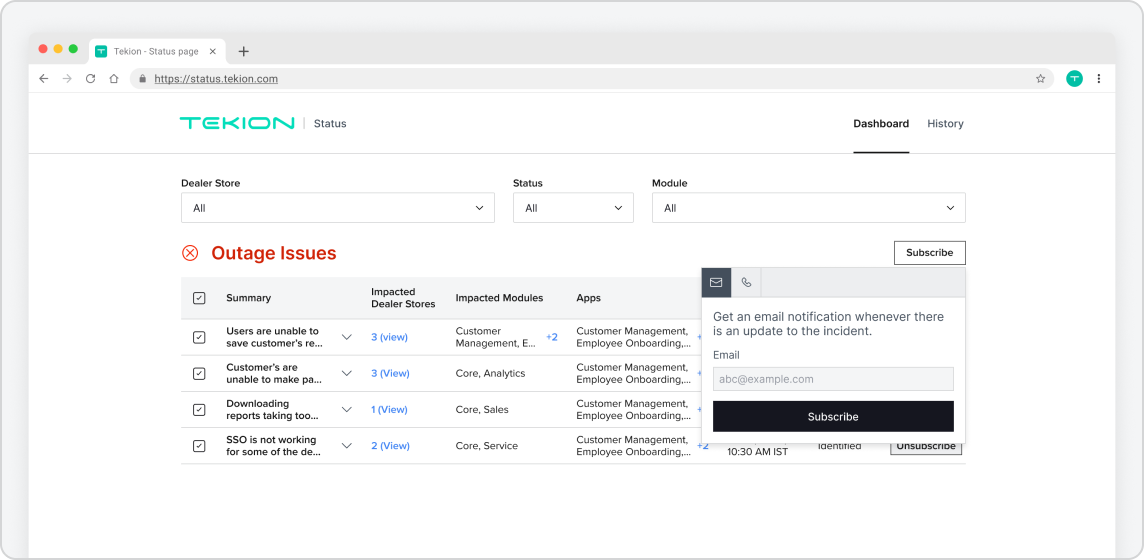 Tekion - Status page
https://status.tekion.com
TEKION | Status
Dashboard
History
Dealer Store
Status
Module
All
All
All
Outage Issues
Subscribe
Summary
Impacted
Dealer Stores
Impacted Modules
Apps
Users are unable to
save customer's re...
3 (view)
Customer
Management, E...
+2
Customer Management,
Employee Onboarding,...
Customer's are
unable to make pa...
3 (View)
Core, Analytics
Customer Management,
Employee Onboarding,...
Downloading
reports taking too...
1 (View)
Core, Sales
Customer Management,
Employee Onboarding,...
SSO is not working
for some of the de...
2 (View)
Core, Service
Customer Management,
Employee Onboarding,...
+2
10:30 AM IST
Identified
Unsubscribe
Get an email notification whenever there
is an update to the incident.
Email
abc@example.com
Subscribe